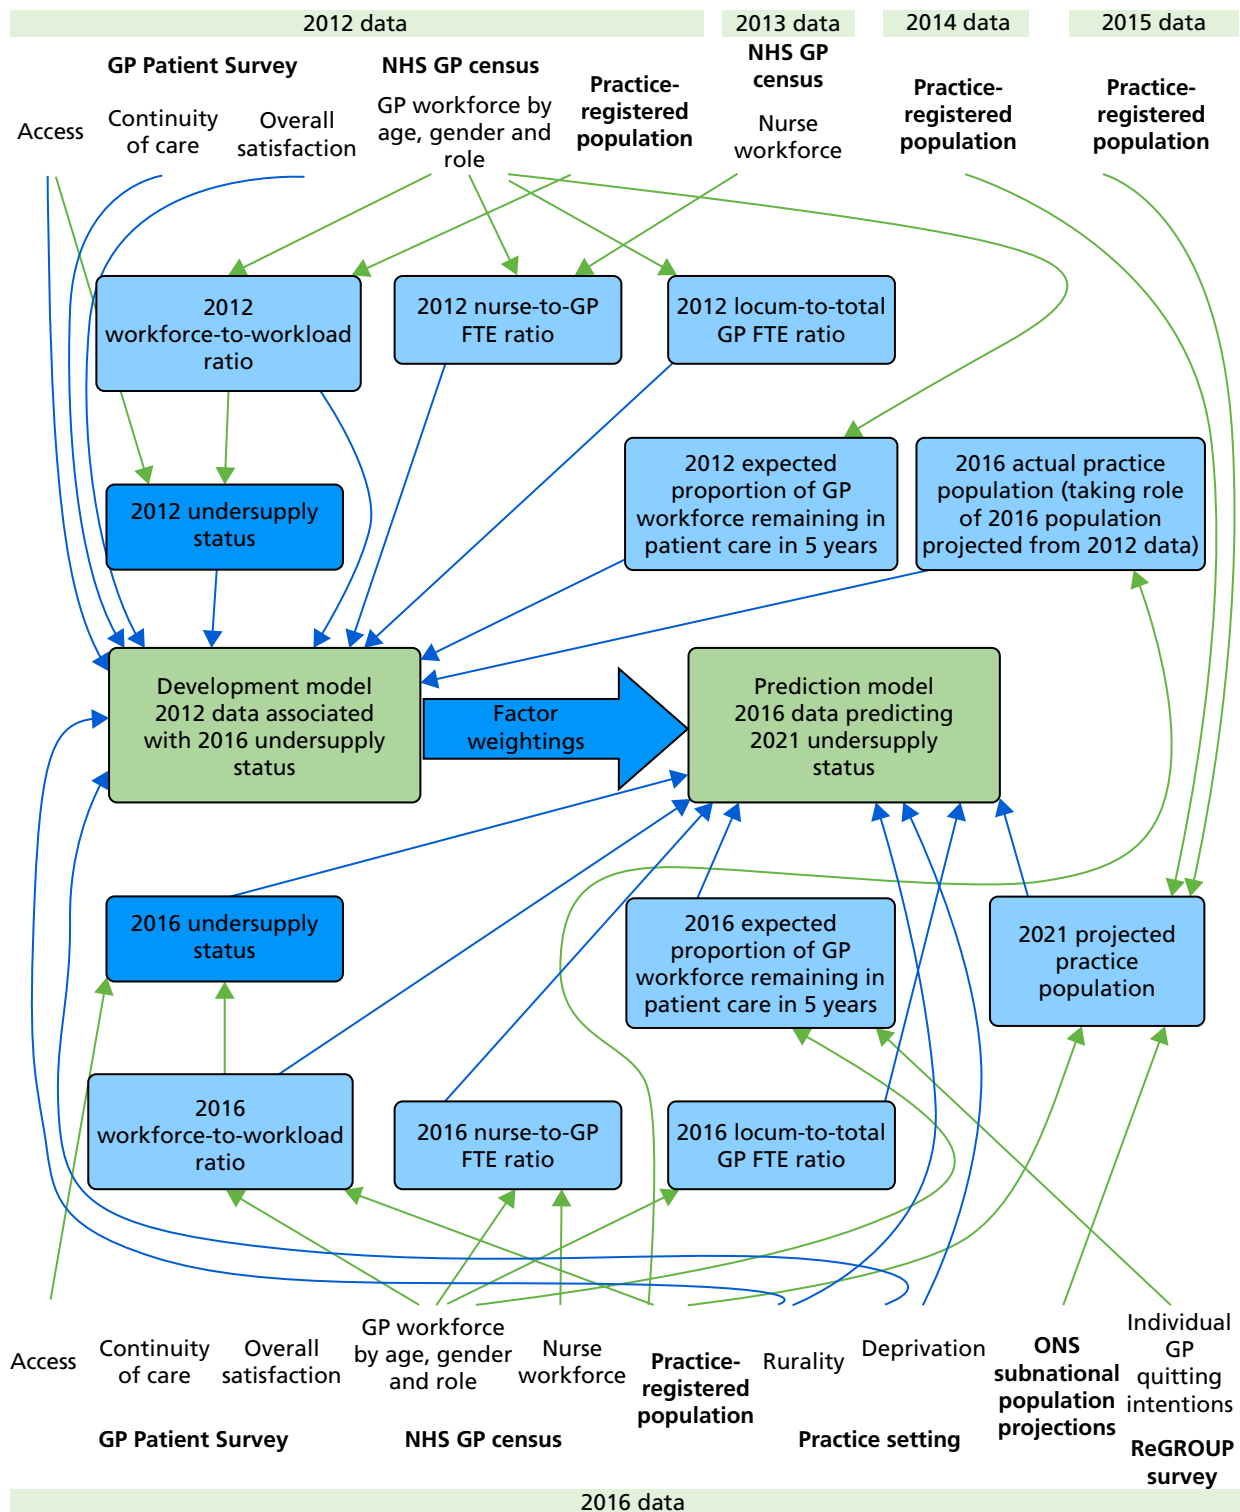 2012 data
2013 data
2014 data
2015 data
GP Patient Survey
Access
Continuity
of care
Overall
satisfaction
NHS GP census
GP workforce by
age, gender and
role
Practice-
registered
population
NHS GP
census
Nurse
workforce
Practice-
registered
population
Practice-
registered
population
2012
workforce-to-workload
ratio
2012 nurse-to-GP
FTE ratio
2012 locum-to-total
GP FTE ratio
2012 undersupply
status
2012 expected
proportion of GP
workforce remaining in
patient care in 5 years
2016 actual practice
population (taking role
of 2016 population
projected from 2012 data)
Development model
2012 data associated
with 2016 undersupply
status
Factor
weightings
Prediction model
2016 data predicting
2021 undersupply
status
2016 undersupply
status
2016 expected
proportion of GP
workforce remaining in
patient care in 5 years
2021 projected
practice
population
2016
workforce-to-workload
ratio
2016 nurse-to-GP
FTE ratio
2016 locum-to-total
GP FTE ratio
Access
Continuity
of care
Overall
satisfaction
GP Patient Survey
GP workforce
by age, gender
and role
Nurse
workforce
NHS GP census
Practice-
registered
population
Rurality
Deprivation
Practice setting
ONS
subnational
population
projections
Individual
GP
quitting
intentions
ReGROUP
survey
2016 data